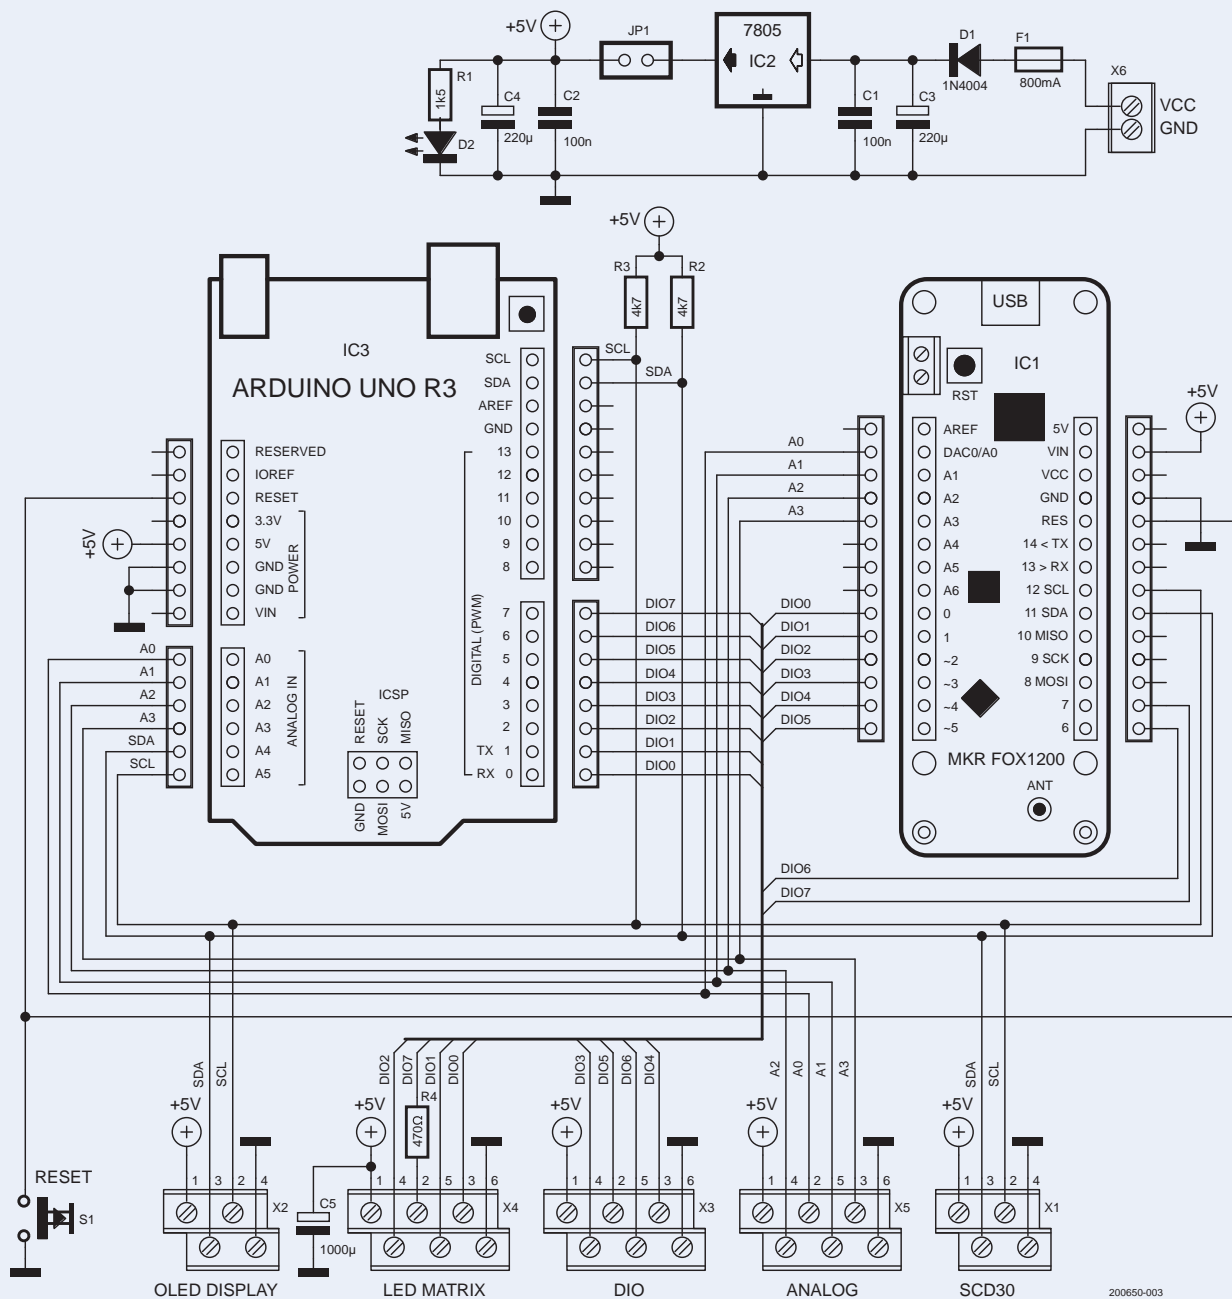 +5V
JP1
7805
IC2
D1
1N4004
F1
800mA
X6
VCC
GND
R1
1k5
D2
C4
220µ
C2
100n
C1
100n
C3
220µ
+5V
R3
4k7
R2
4k7
SCL
SDA
IC3
ARDUINO UNO R3
SCL
SDA
AREF
GND
13
12
11
10
9
8
7
6
5
4
3
2
TX 1
RX 0
DIGITAL (PWM)
RESERVED
IOREF
RESET
3.3V
5V
GND
GND
VIN
POWER
+5V
A0
A1
A2
A3
A4
A5
ANALOG IN
A0
A1
A2
A3
SDA
SCL
ICSP
RESET
SCK
MISO
GND
MOSI
5V
DIO7
DIO6
DIO5
DIO4
DIO3
DIO2
DIO1
DIO0
A0
A1
A2
A3
DIO0
DIO1
DIO2
DIO3
DIO4
DIO5
USB
IC1
RST
AREF
DAC0/A0
A1
A2
A3
A4
A5
A6
0
1
~2
~3
~4
~5
5V
VIN
VCC
GND
RES
14 < TX
13 > RX
12 SCL
11 SDA
10 MISO
9 SCK
8 MOSI
7
6
MKR FOX1200
ANT
+5V
DIO6
DIO7
RESET
S1
SDA
SCL
+5V
1 3 2 4
X2
OLED DISPLAY
DIO2
DIO7
DIO1
DIO0
R4
470Ω
+5V
C5
1000µ
1 4 2 5 3 6
X4
LED MATRIX
DIO3
DIO5
DIO6
DIO4
+5V
1 4 2 5 3 6
X3
DIO
A2
A0
A1
A3
+5V
1 4 2 5 3 6
X5
ANALOG
SDA
SCL
+5V
1 3 2 4
X1
SCD30
200650-003